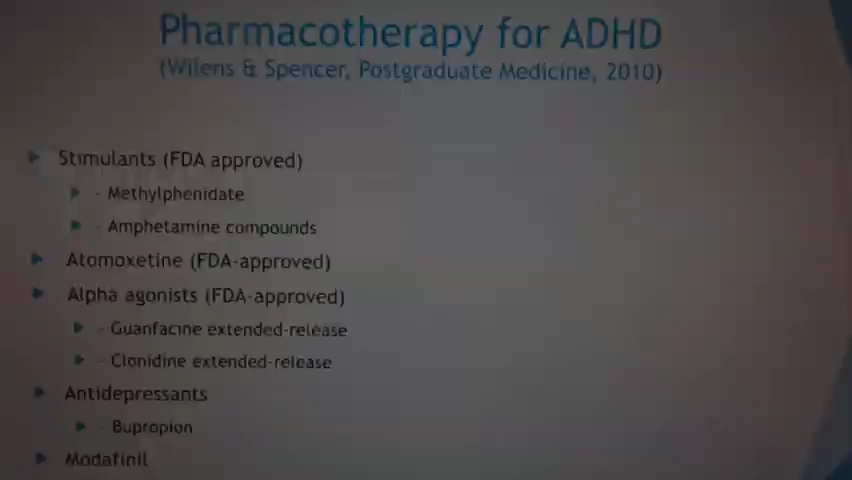 Pharmacotherapy for ADHD
(Wilens & Spencer, Postgraduate Medicine, 2010)
Stimulants (FDA approved)
- Methylphenidate
- Amphetamine compounds
Atomoxetine (FDA-approved)
Alpha agonists (FDA-approved)
- Guanfacine extended-release
- Clonidine extended-release
Antidepressants
- Bupropion
Modafinil